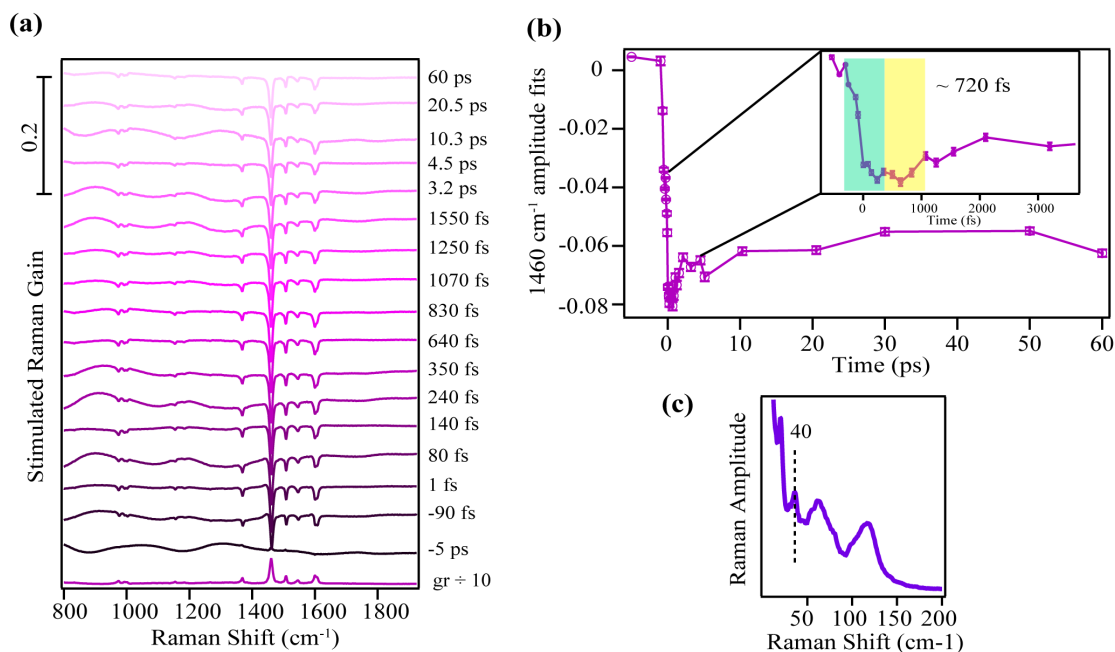 (a)
0.2
Stimulated Raman Gain
60 ps
20.5 ps
10.3 ps
4.5 ps
3.2 ps
1550 fs
1250 fs
1070 fs
830 fs
640 fs
350 fs
240 fs
140 fs
80 fs
1 fs
-90 fs
-5 ps
gr ÷ 10
800 1000 1200 1400 1600 1800
Raman Shift (cm⁻¹)
(b)
1460 cm⁻¹ amplitude fits
0
-0.02
-0.04
-0.06
-0.08
0 10 20 30 40 50 60
Time (ps)
~ 720 fs
0 1000 2000 3000
Time (fs)
(c)
Raman Amplitude
40
50 100 150 200
Raman Shift (cm-1)